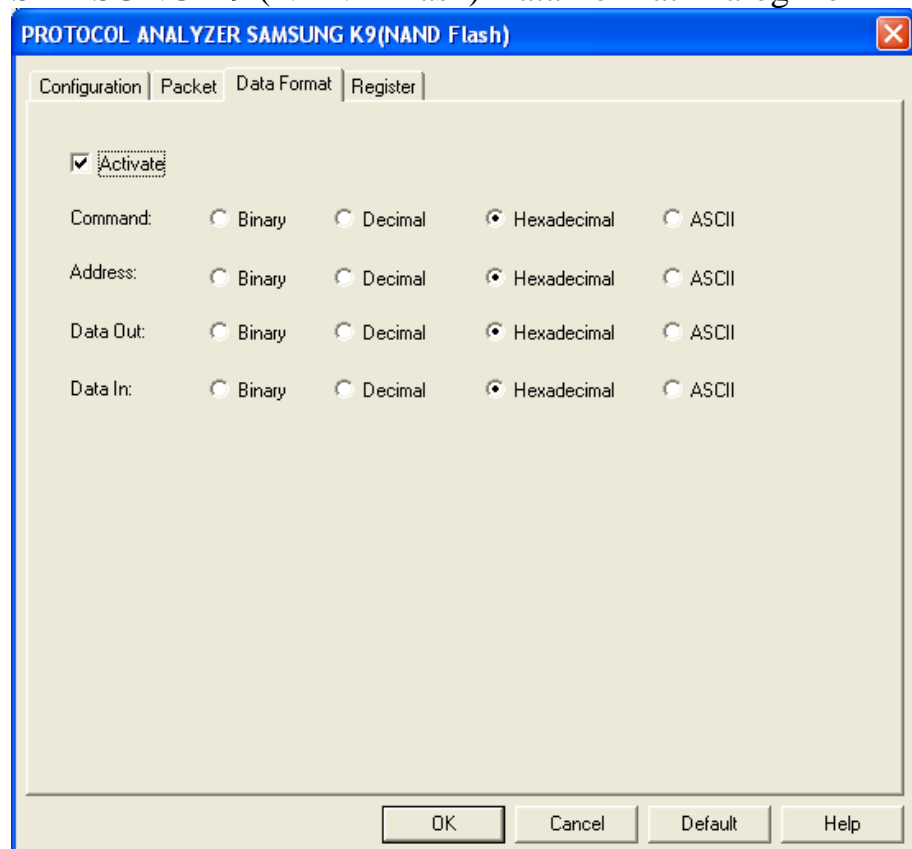 PROTOCOL ANALYZER SAMSUNG K9(NAND Flash)
Configuration Packet Data Format Register
Activate
Command: Binary Decimal Hexadecimal ASCII
Address: Binary Decimal Hexadecimal ASCII
Data Out: Binary Decimal Hexadecimal ASCII
Data In: Binary Decimal Hexadecimal ASCII
OK Cancel Default Help